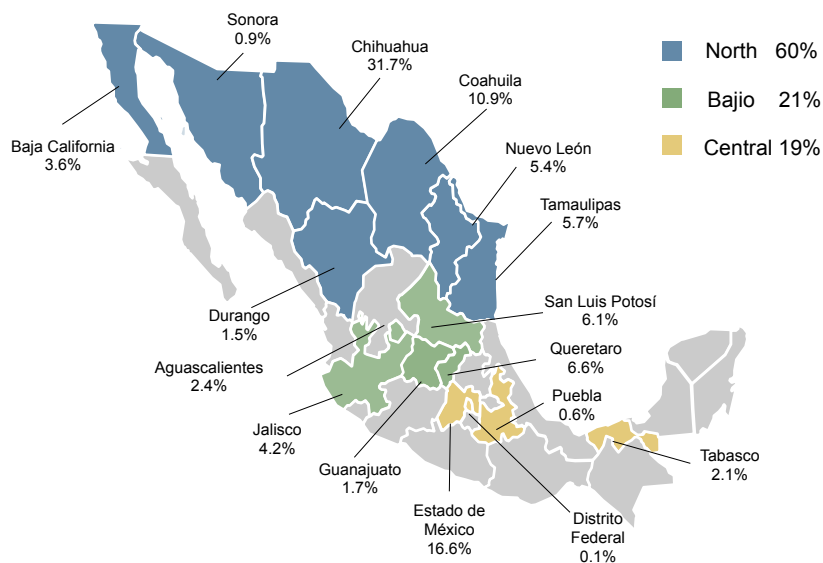 Sonora
0.9%
Chihuahua
31.7%
Coahuila
10.9%
North 60%
Bajio 21%
Central 19%
Baja California
3.6%
Nuevo León
5.4%
Tamaulipas
5.7%
Durango
1.5%
San Luis Potosí
6.1%
Aguascalientes
2.4%
Queretaro
6.6%
Jalisco
4.2%
Puebla
0.6%
Guanajuato
1.7%
Tabasco
2.1%
Estado de
México
16.6%
Distrito
Federal
0.1%